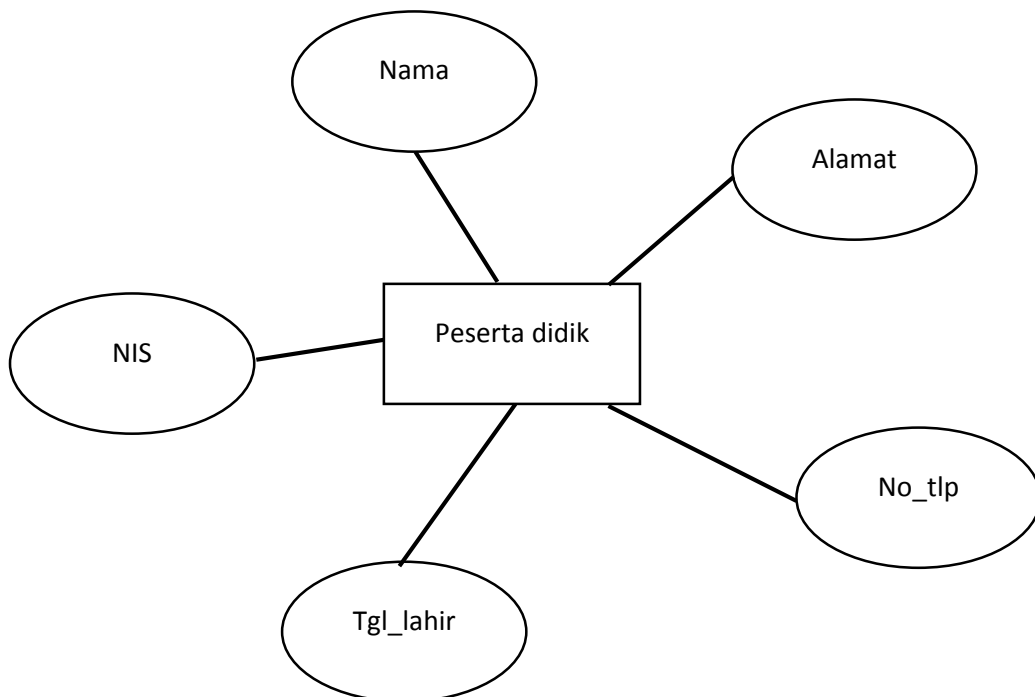 Nama
Alamat
Peserta didik
NIS
No_tlp
Tgl_lahir